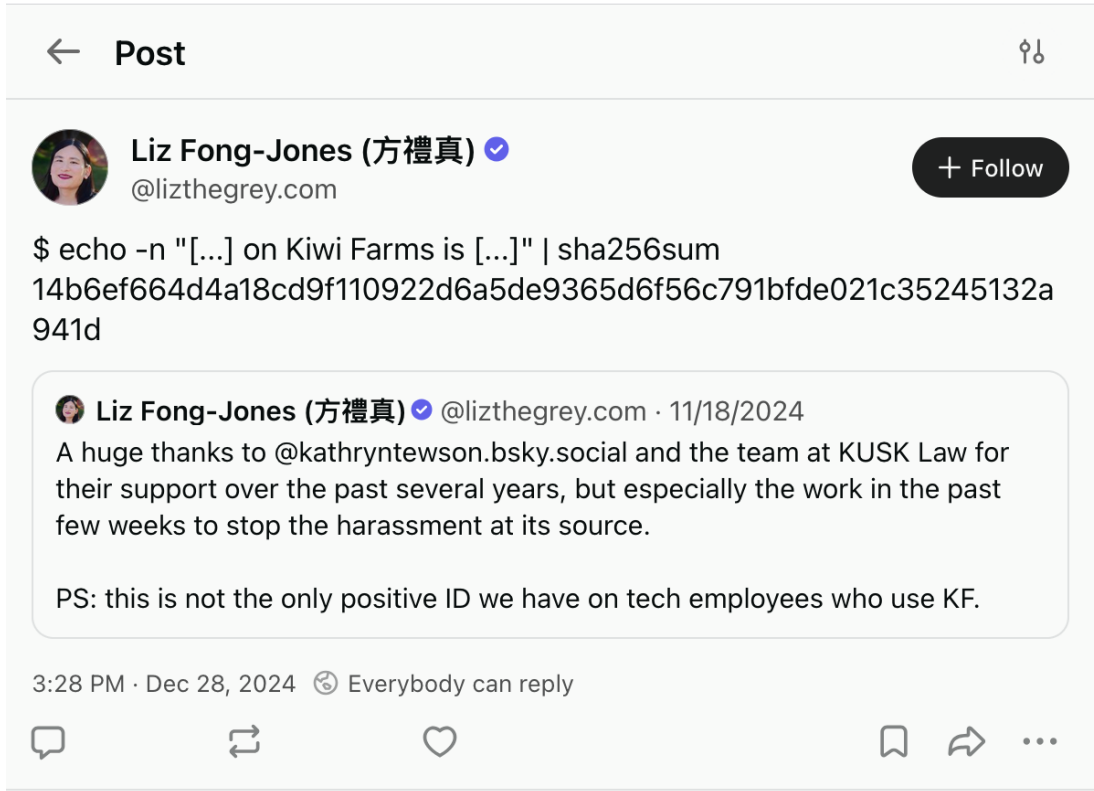 Post
Liz Fong-Jones (方禮真)
@lizthegrey.com
+ Follow
$ echo -n "[...] on Kiwi Farms is [...]" | sha256sum
14b6ef664d4a18cd9f110922d6a5de9365d6f56c791bfde021c35245132a
941d
Liz Fong-Jones (方禮真) @lizthegrey.com · 11/18/2024
A huge thanks to @kathryntewson.bsky.social and the team at KUSK Law for
their support over the past several years, but especially the work in the past
few weeks to stop the harassment at its source.
PS: this is not the only positive ID we have on tech employees who use KF.
3:28 PM · Dec 28, 2024 Everybody can reply